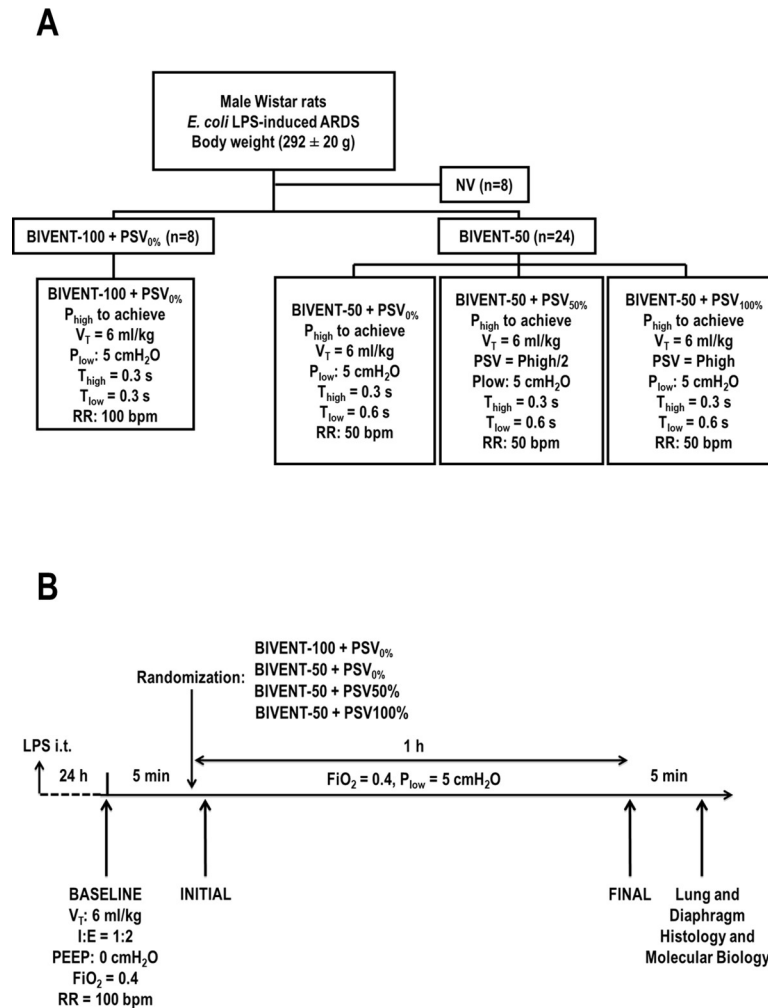 A
Male Wistar rats
E. coli LPS-induced ARDS
Body weight (292 ± 20 g)
NV (n=8)
BIVENT-100 + PSV0% (n=8)
BIVENT-50 (n=24)
BIVENT-100 + PSV0%
Phigh to achieve
VT = 6 ml/kg
Plow: 5 cmH2O
Thigh = 0.3 s
Tlow = 0.3 s
RR: 100 bpm
BIVENT-50 + PSV0%
Phigh to achieve
VT = 6 ml/kg
Plow: 5 cmH2O
Thigh = 0.3 s
Tlow = 0.6 s
RR: 50 bpm
BIVENT-50 + PSV50%
Phigh to achieve
VT = 6 ml/kg
PSV = Phigh/2
Plow: 5 cmH2O
Thigh = 0.3 s
Tlow = 0.6 s
RR: 50 bpm
BIVENT-50 + PSV100%
Phigh to achieve
VT = 6 ml/kg
PSV = Phigh
Plow: 5 cmH2O
Thigh = 0.3 s
Tlow = 0.6 s
RR: 50 bpm
B
Randomization:
BIVENT-100 + PSV0%
BIVENT-50 + PSV0%
BIVENT-50 + PSV50%
BIVENT-50 + PSV100%
LPS i.t.
24 h
5 min
1 h
FiO2 = 0.4, Plow = 5 cmH2O
5 min
BASELINE
VT: 6 ml/kg
I:E = 1:2
PEEP: 0 cmH2O
FiO2 = 0.4
RR = 100 bpm
INITIAL
FINAL
Lung and
Diaphragm
Histology and
Molecular Biology